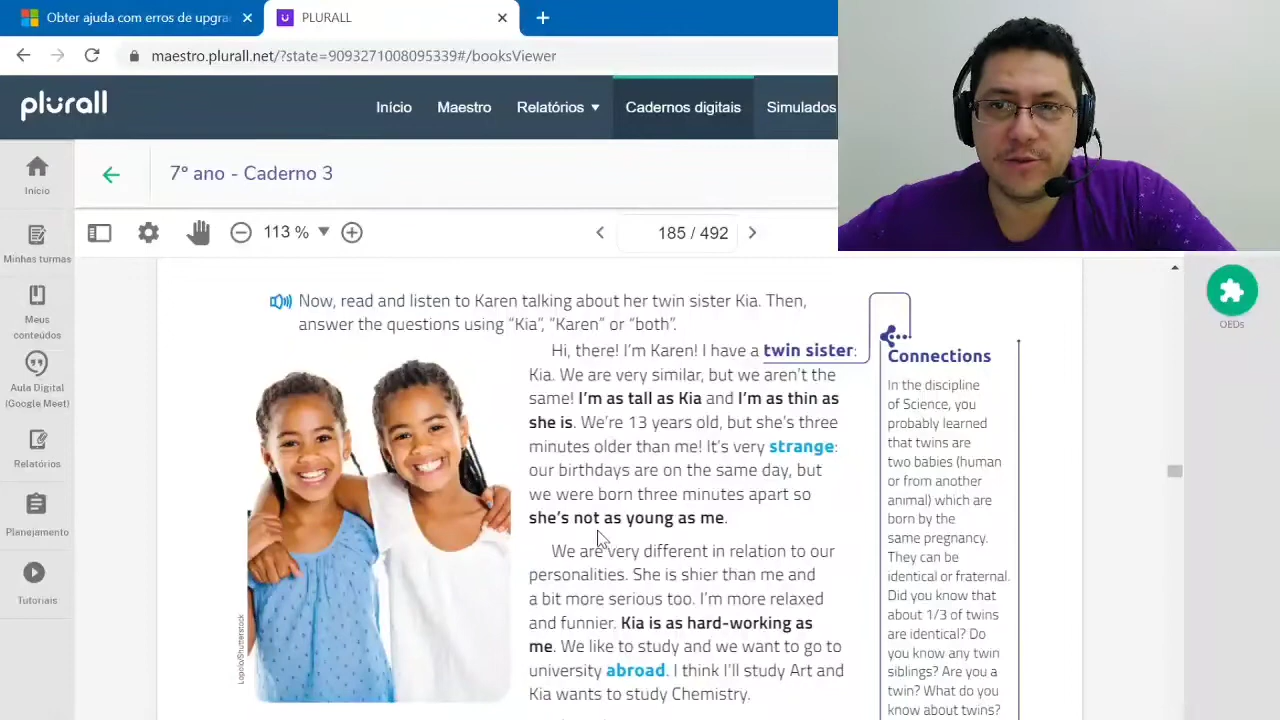 Obter ajuda com erros de upgra
PLURALL
maestro.plurall.net/?state=9093271008095339#/booksViewer
plurall
Início
Maestro
Relatórios
Cadernos digitais
Simulados
Início
7º ano - Caderno 3
Minhas turmas
113 %
185 / 492
Meus
conteúdos
Aula Digital
(Google Meet)
Relatórios
Planejamento
Tutoriais
OEDs
Now, read and listen to Karen talking about her twin sister Kia. Then,
answer the questions using “Kia”, “Karen” or “both”.
Hi, there! I’m Karen! I have a twin sister:
Kia. We are very similar, but we aren’t the
same! I’m as tall as Kia and I’m as thin as
she is. We’re 13 years old, but she’s three
minutes older than me! It’s very strange:
our birthdays are on the same day, but
we were born three minutes apart so
she’s not as young as me.
We are very different in relation to our
personalities. She is shier than me and
a bit more serious too. I’m more relaxed
and funnier. Kia is as hard-working as
me. We like to study and we want to go to
university abroad. I think I’ll study Art and
Kia wants to study Chemistry.
Lopolo/Shutterstock
Connections
In the discipline
of Science, you
probably learned
that twins are
two babies (human
or from another
animal) which are
born by the
same pregnancy.
They can be
identical or fraternal.
Did you know that
about 1/3 of twins
are identical? Do
you know any twin
siblings? Are you a
twin? What do you
know about twins?